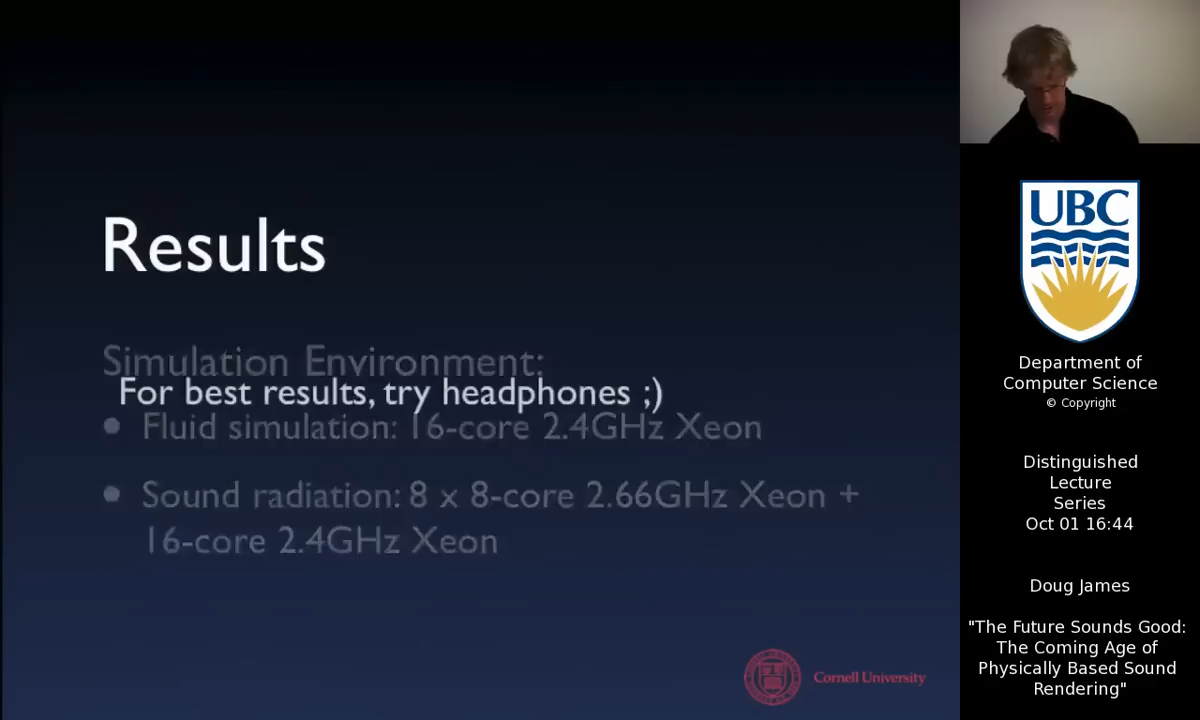 Results
Simulation Environment:
For best results, try headphones ;)
• Fluid simulation: 16-core 2.4GHz Xeon
• Sound radiation: 8 x 8-core 2.66GHz Xeon +
16-core 2.4GHz Xeon
Cornell University
UBC
Department of
Computer Science
© Copyright
Distinguished
Lecture
Series
Oct 01 16:44
Doug James
"The Future Sounds Good:
The Coming Age of
Physically Based Sound
Rendering"